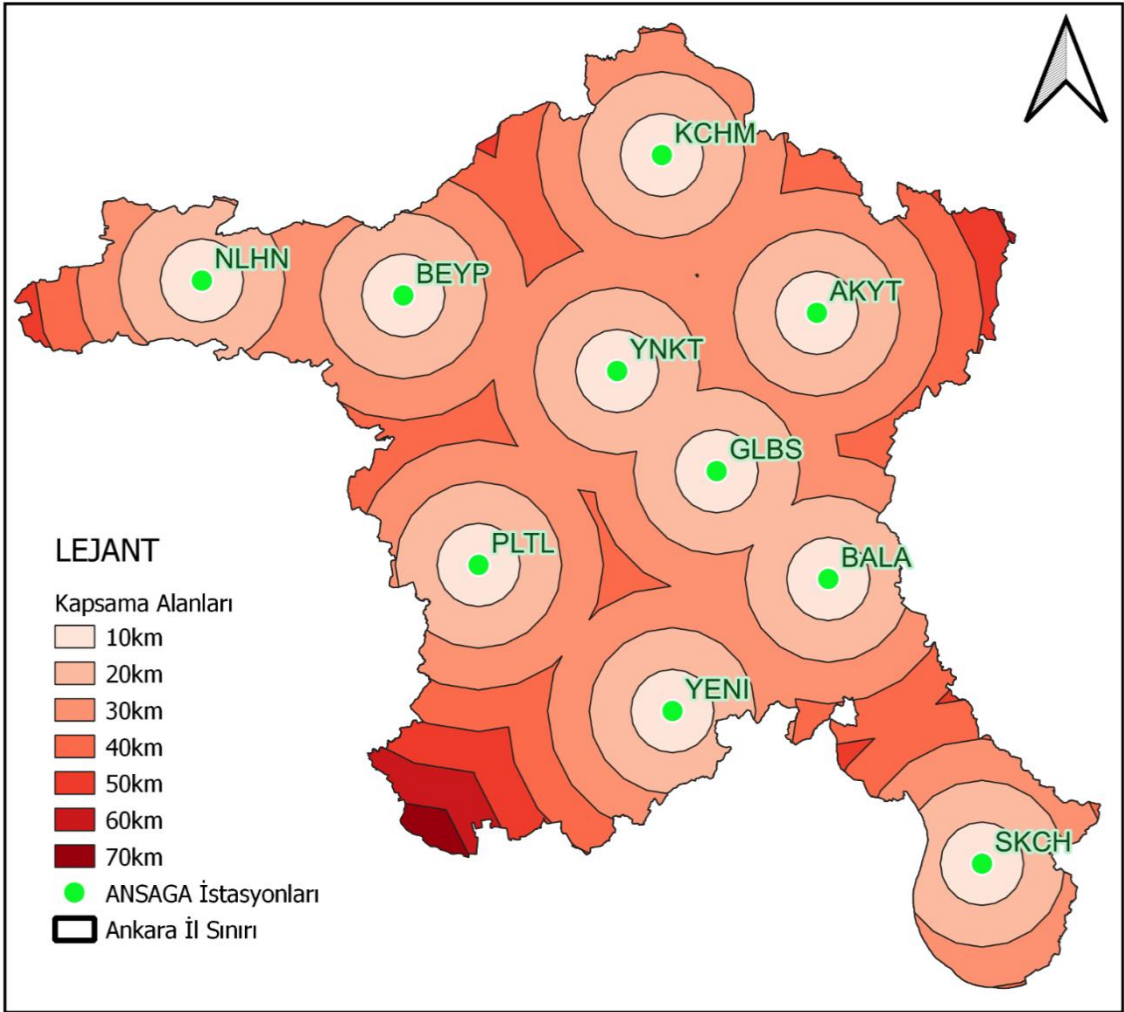 KCHM
NLHN
BEYP
AKYT
YNKT
GLBS
PLTL
BALA
YENI
SKCH
LEJANT
Kapsama Alanları
10km
20km
30km
40km
50km
60km
70km
ANSAGA İstasyonları
Ankara İl Sınırı